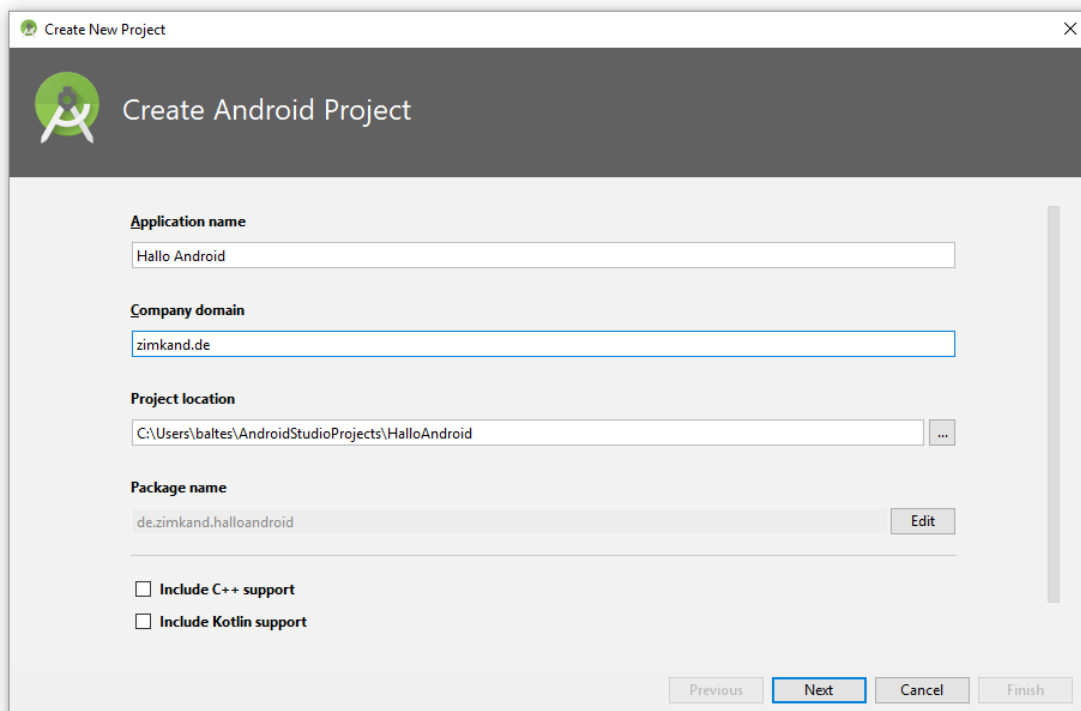 Create New Project
Create Android Project
Application name
Hallo Android
Company domain
zimkand.de
Project location
C:\Users\baltes\AndroidStudioProjects\HalloAndroid
...
Package name
de.zimkand.halloandroid
Edit
Include C++ support
Include Kotlin support
Previous Next Cancel Finish